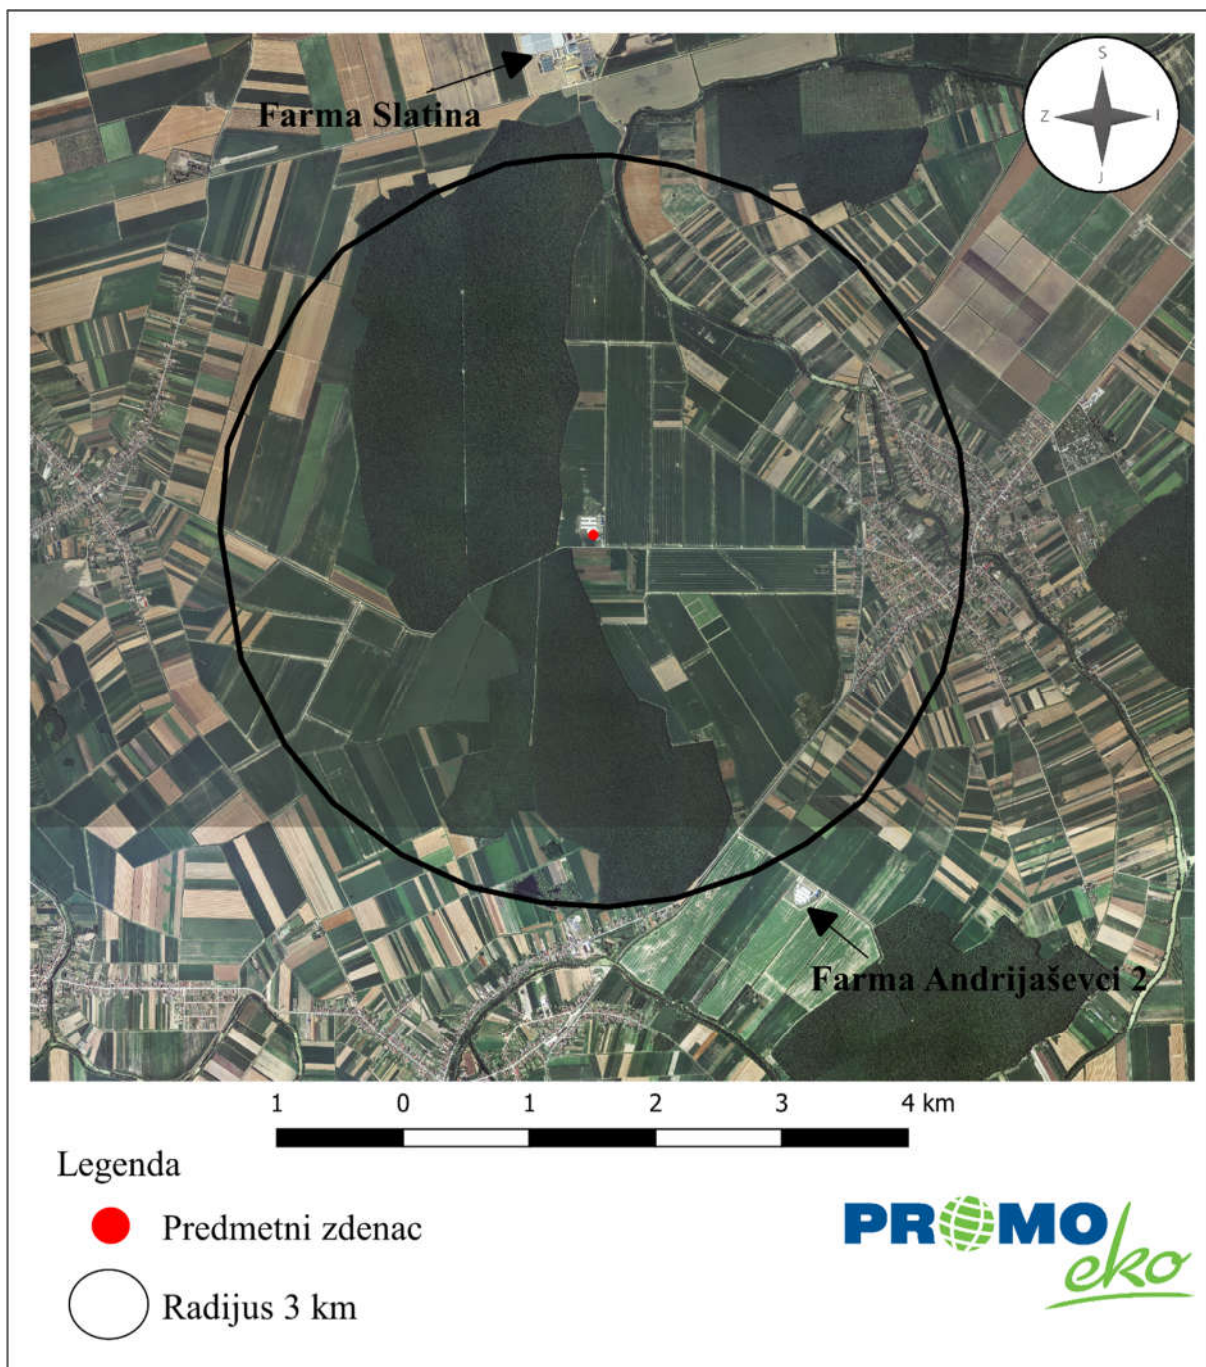 Farma Slatina
S
Z
I
J
Farma Andrijaševci 2
1 0 1 2 3 4 km
Legenda
Predmetni zdenac
Radijus 3 km
PROMO
eko